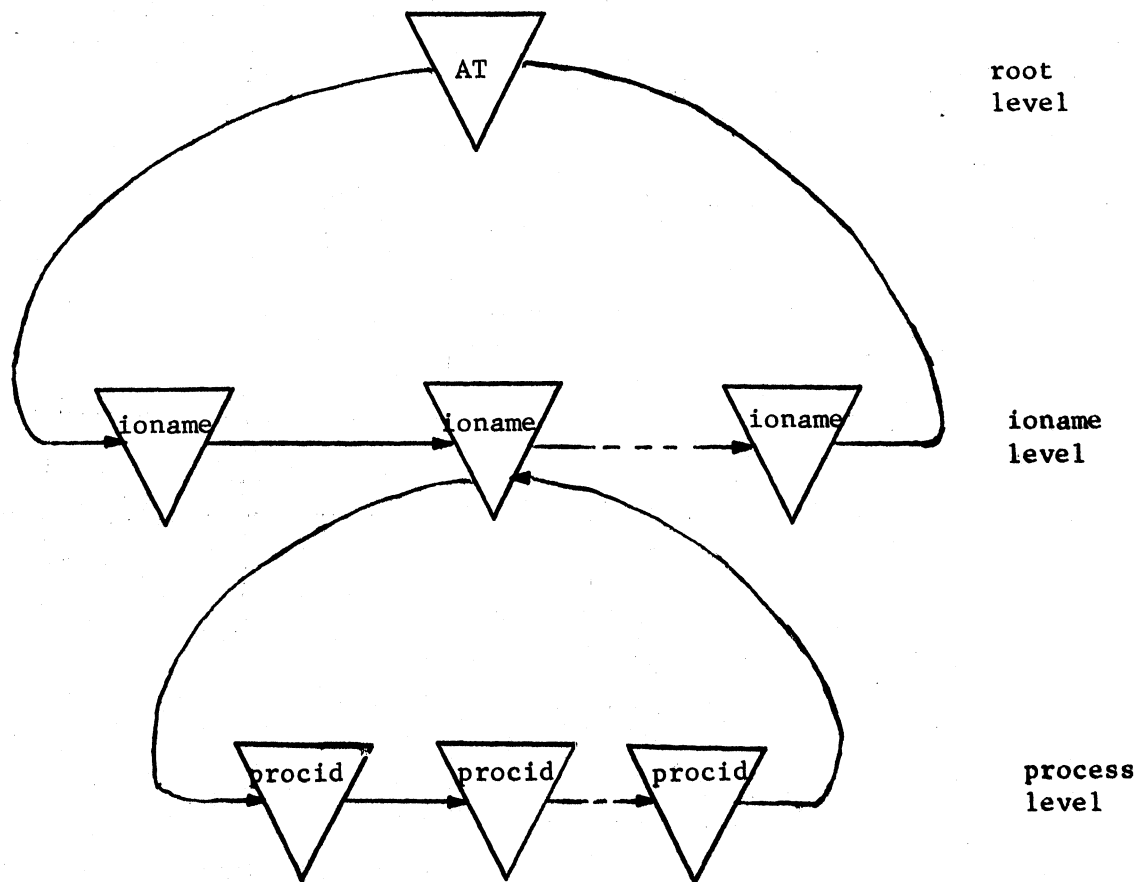 AT
root
level
ioname
ioname
ioname
ioname
level
procid
procid
procid
process
level